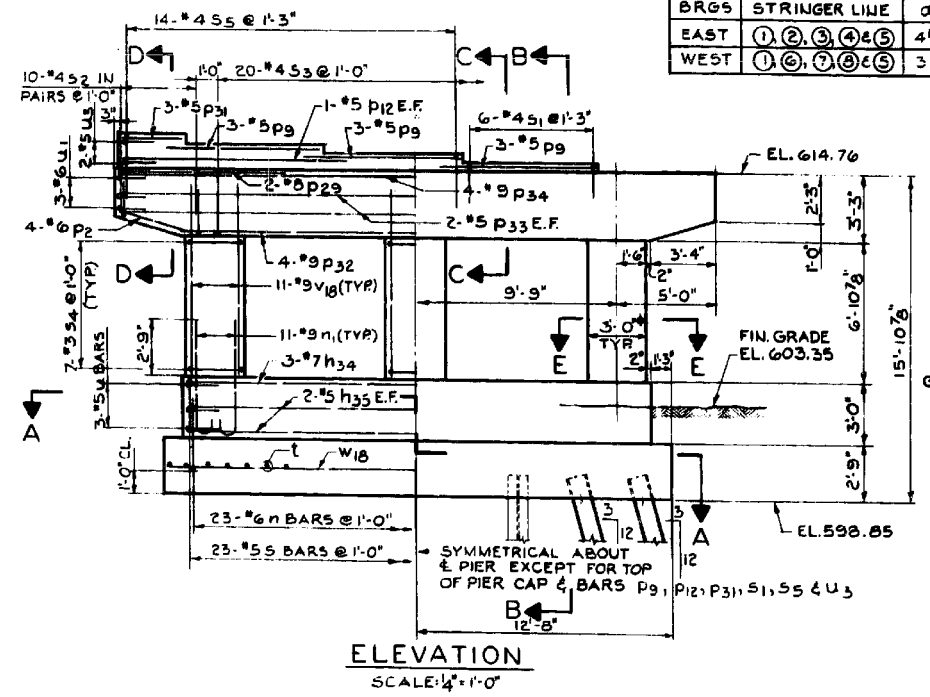 14-#4 S5 @ 1'-3"
BRGS STRINGER LINE
EAST ①, ②, ③, ④ & ⑤ 4'
WEST ①, ⑥, ⑦, ⑧ & ⑤ 3
D
C
B
10-#4 S2 IN
PAIRS @ 1'-0"
1'-0"
20-#4 S3 @ 1'-0"
3"
3-#5 p31
1-#5 p12 E.F.
6-#4 S1 @ 1'-3"
3-#5 p9
3-#5 p9
3-#5 p9
2-#5 u3
EL. 614.76
3-#6 u1
2-#8 p29
4-#9 p34
2-#5 p33 E.F.
2'-3"
3'-3"
1'-0"
4-#6 p2
4-#9 p32
D
C
1'-6"
3'-4"
2"
11-#9 v18 (TYP.)
9'-9"
5'-0"
7-#3 S4 @ 1'-0"
(TYP.)
6'-10⅞"
15'-10⅞"
11-#9 n1 (TYP.)
2'-9"
3'-0"
TYP.
E
E
2"
1'-3"
FIN. GRADE
EL. 603.35
3-#7 h34
3-#5 u BARS
2-#5 h35 E.F.
A
3'-0"
t
w18
1'-0" CL.
2'-9"
3
12
3
12
A
EL. 598.85
23-#6 n BARS @ 1'-0"
23-#5 S BARS @ 1'-0"
SYMMETRICAL ABOUT
℄ PIER EXCEPT FOR TOP
OF PIER CAP & BARS p9, p12, p31, S1, S5 & u3
B
12'-8"
ELEVATION
SCALE: ¼" = 1'-0"